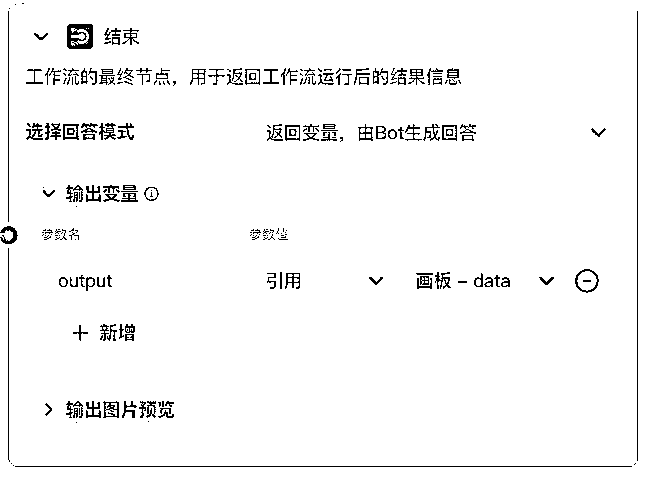 结束
工作流的最终节点，用于返回工作流运行后的结果信息
选择回答模式 返回变量，由Bot生成回答
输出变量
参数名 参数值
output 引用 画板 – data
+ 新增
输出图片预览